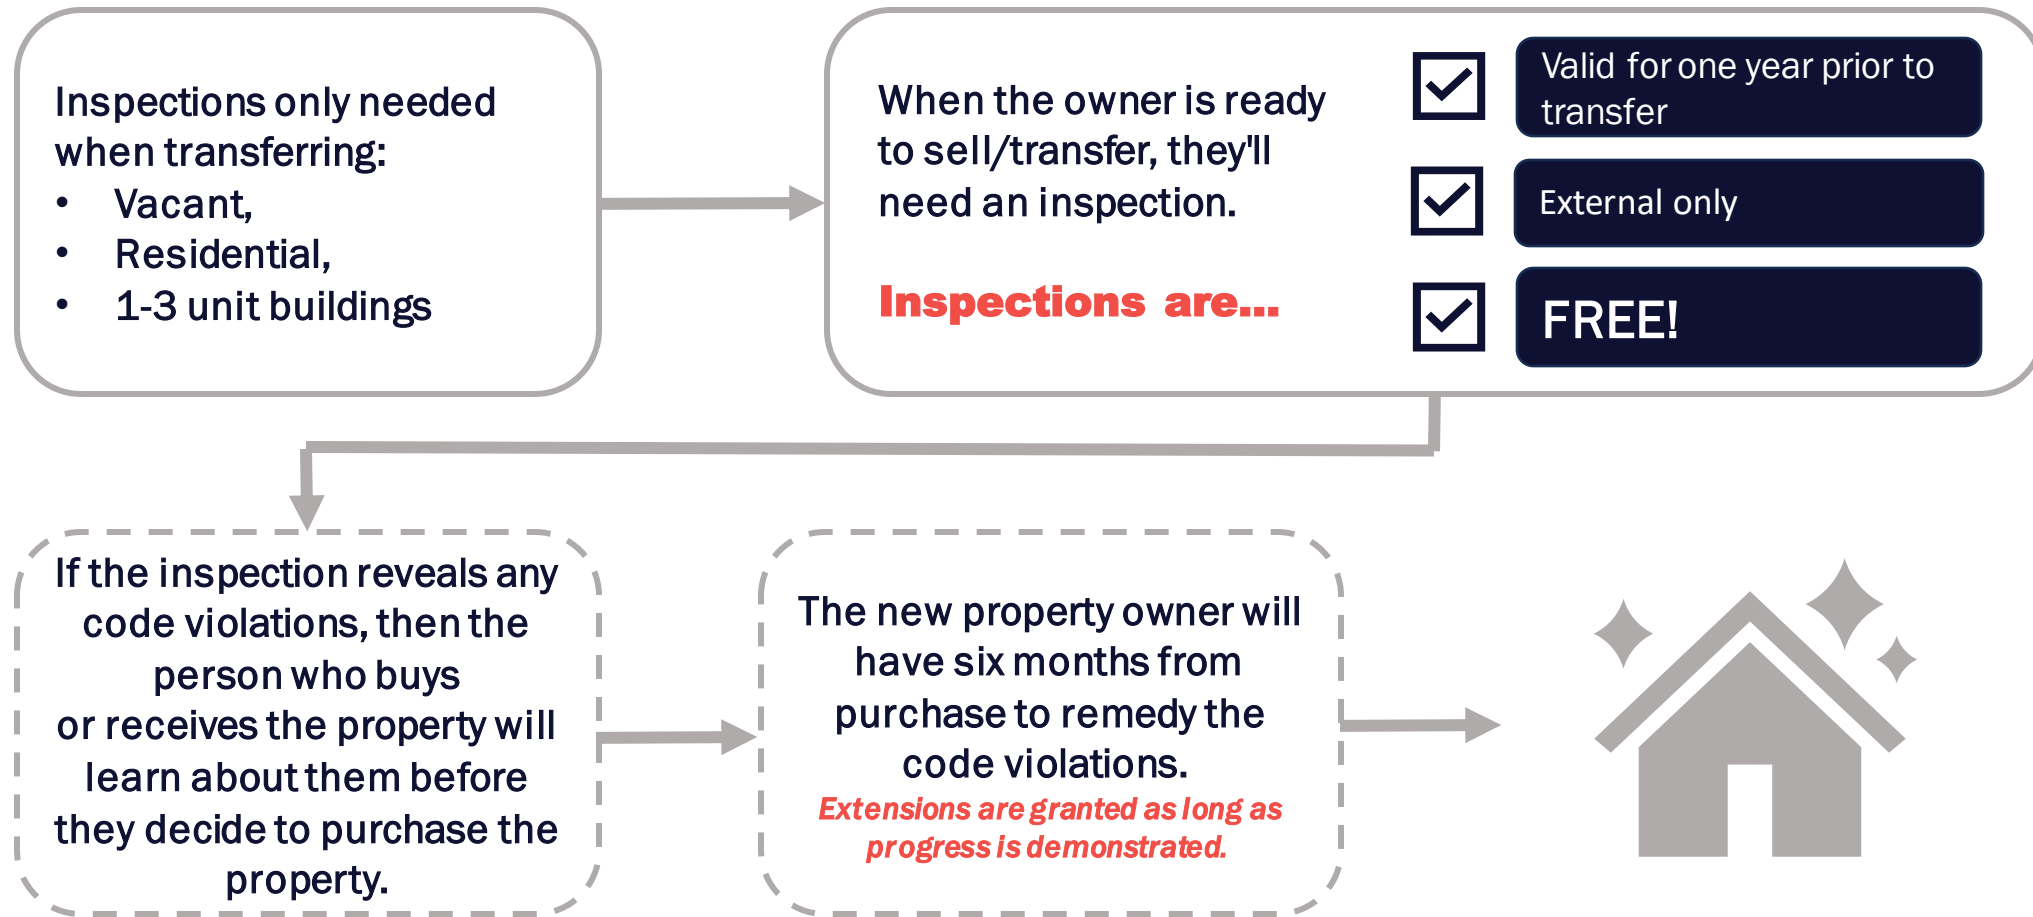 Inspections only needed
when transferring:
• Vacant,
• Residential,
• 1-3 unit buildings
When the owner is ready
to sell/transfer, they'll
need an inspection.
Inspections are...
Valid for one year prior to
transfer
External only
FREE!
If the inspection reveals any
code violations, then the
person who buys
or receives the property will
learn about them before
they decide to purchase the
property.
The new property owner will
have six months from
purchase to remedy the
code violations.
Extensions are granted as long as
progress is demonstrated.